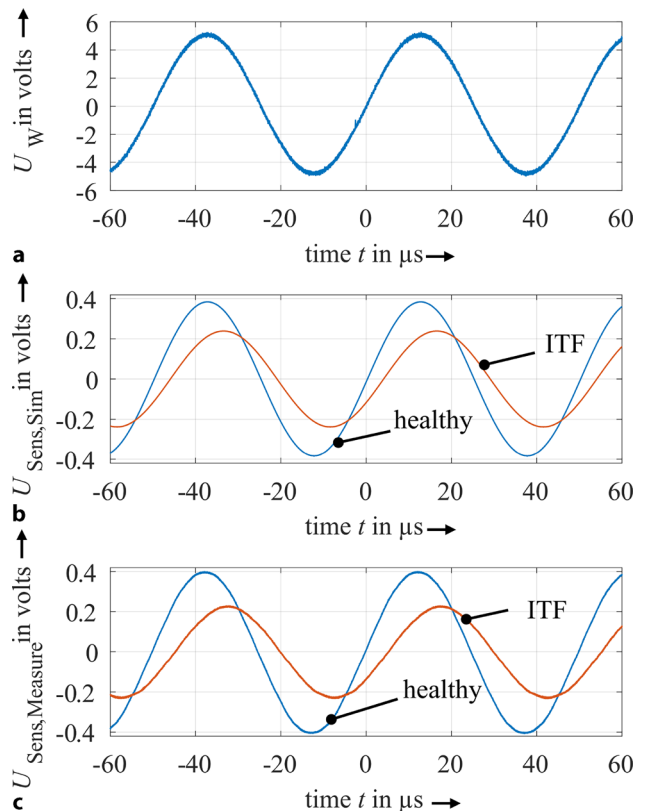 U_W in volts
6
4
2
0
-2
-4
-6
-60 -40 -20 0 20 40 60
time t in µs
a
U_Sens,Sim in volts
0.4
0.2
0
-0.2
-0.4
ITF
healthy
-60 -40 -20 0 20 40 60
time t in µs
b
U_Sens,Measure in volts
0.4
0.2
0
-0.2
-0.4
ITF
healthy
-60 -40 -20 0 20 40 60
time t in µs
c